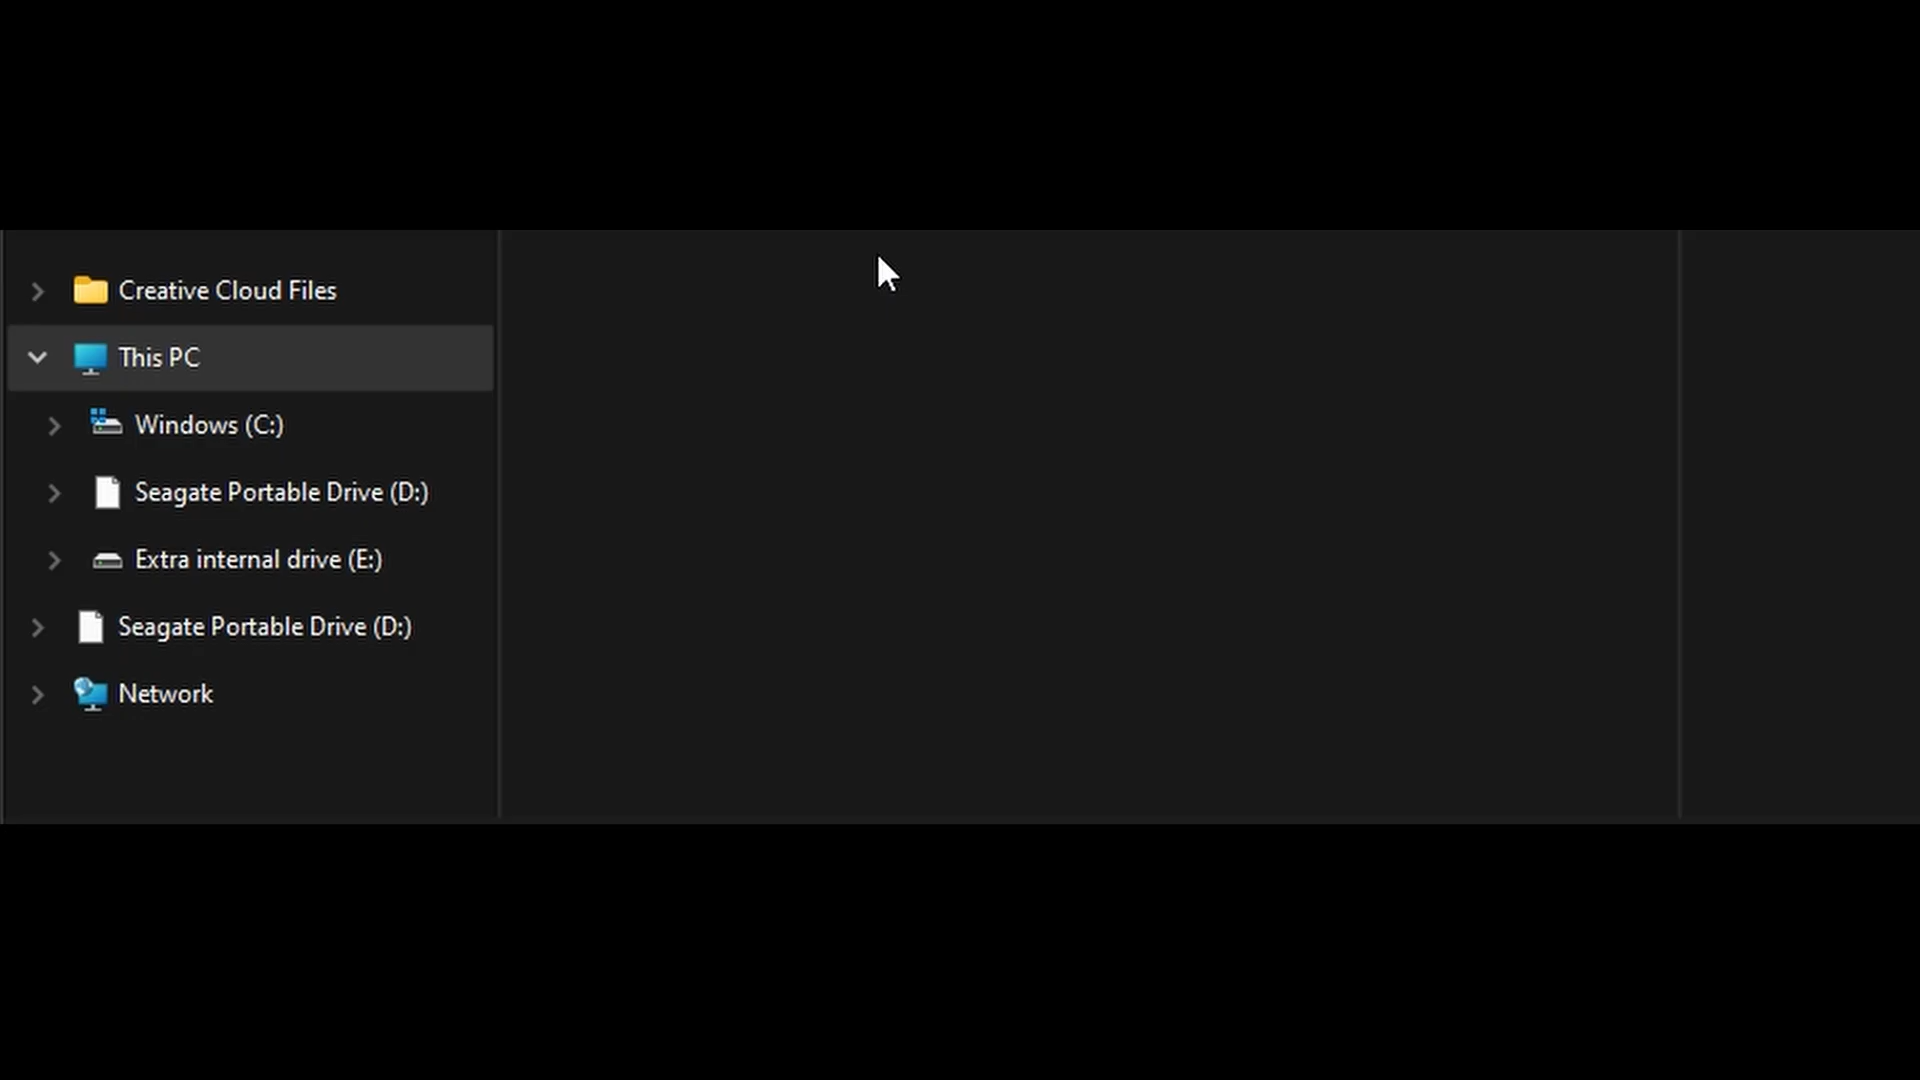 Creative Cloud Files
This PC
Windows (C:)
Seagate Portable Drive (D:)
Extra internal drive (E:)
Seagate Portable Drive (D:)
Network